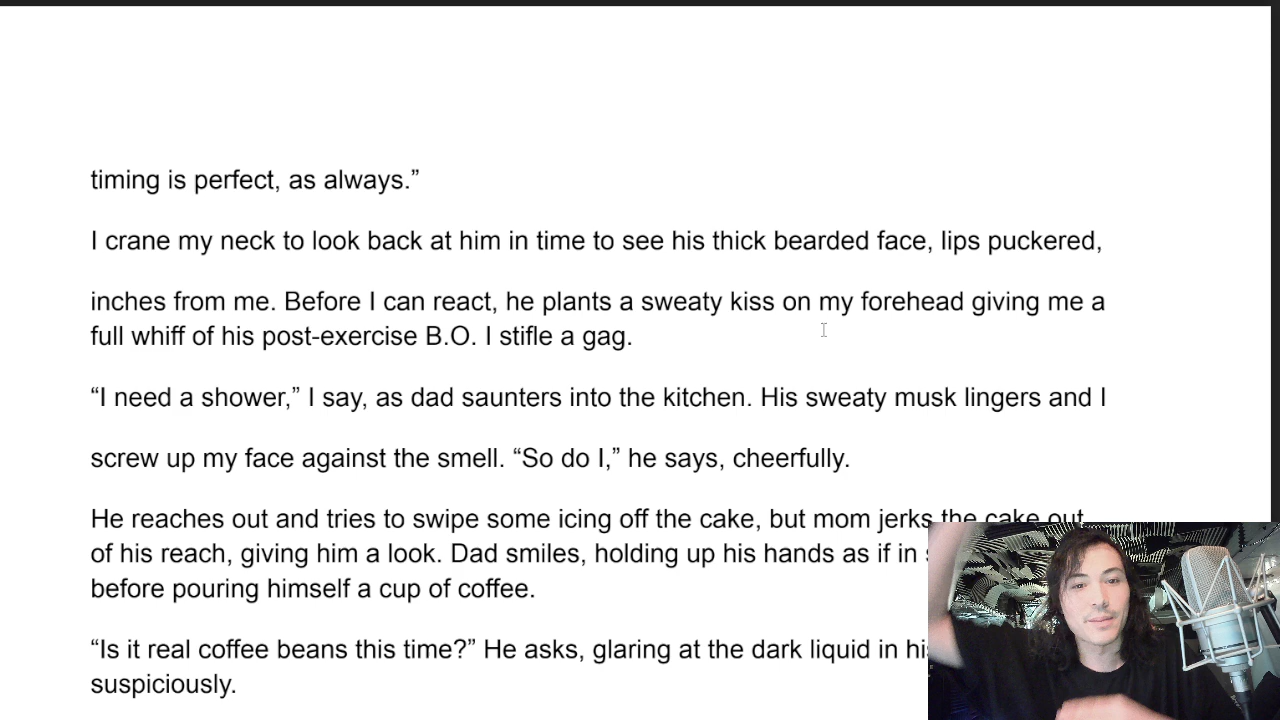 timing is perfect, as always.”
I crane my neck to look back at him in time to see his thick bearded face, lips puckered,
inches from me. Before I can react, he plants a sweaty kiss on my forehead giving me a
full whiff of his post-exercise B.O. I stifle a gag.
“I need a shower,” I say, as dad saunters into the kitchen. His sweaty musk lingers and I
screw up my face against the smell. “So do I,” he says, cheerfully.
He reaches out and tries to swipe some icing off the cake, but mom jerks the cake out
of his reach, giving him a look. Dad smiles, holding up his hands as if in
before pouring himself a cup of coffee.
“Is it real coffee beans this time?” He asks, glaring at the dark liquid in
suspiciously.